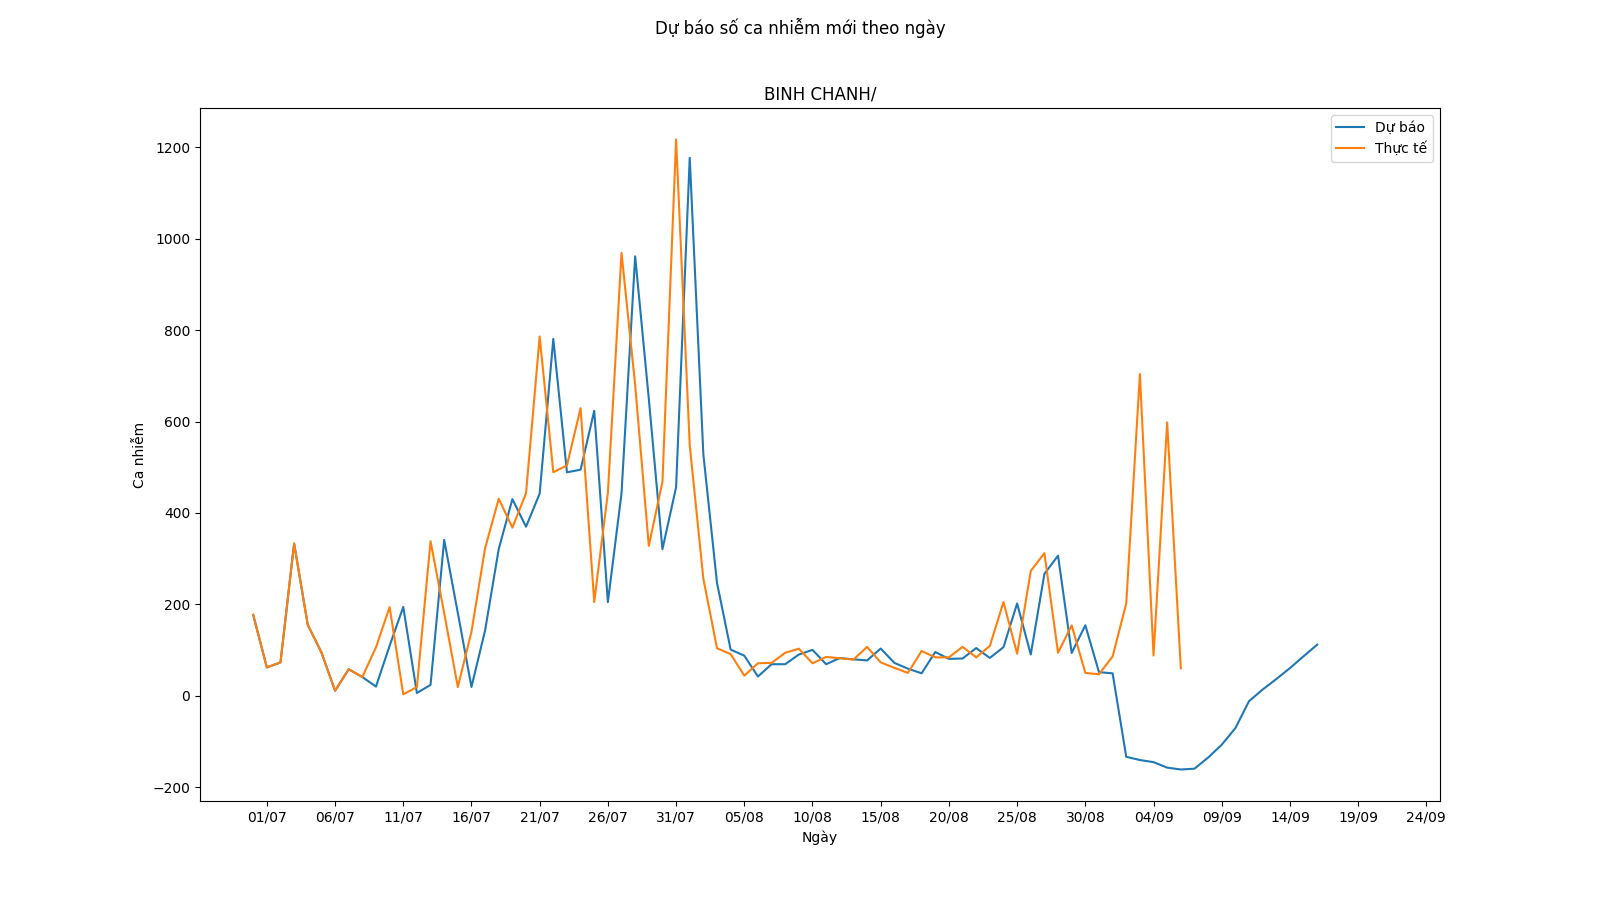 Dự báo số ca nhiễm mới theo ngày
BINH CHANH/
Dự báo
Thực tế
1200
1000
800
600
400
200
0
−200
Ca nhiễm
01/07 06/07 11/07 16/07 21/07 26/07 31/07 05/08 10/08 15/08 20/08 25/08 30/08 04/09 09/09 14/09 19/09 24/09
Ngày